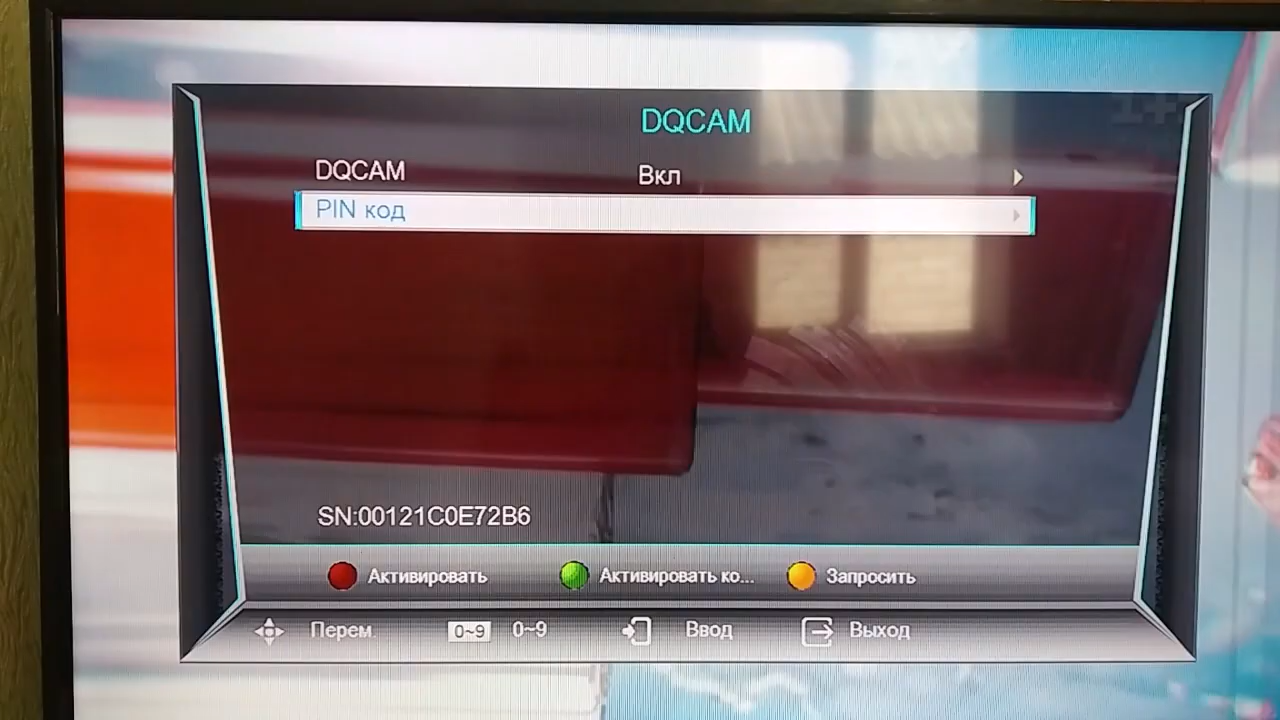 DQCAM
DQCAM Вкл
PIN код
SN:00121C0E72B6
Активировать Активировать ко... Запросить
Перем. 0~9 0~9 Ввод Выход